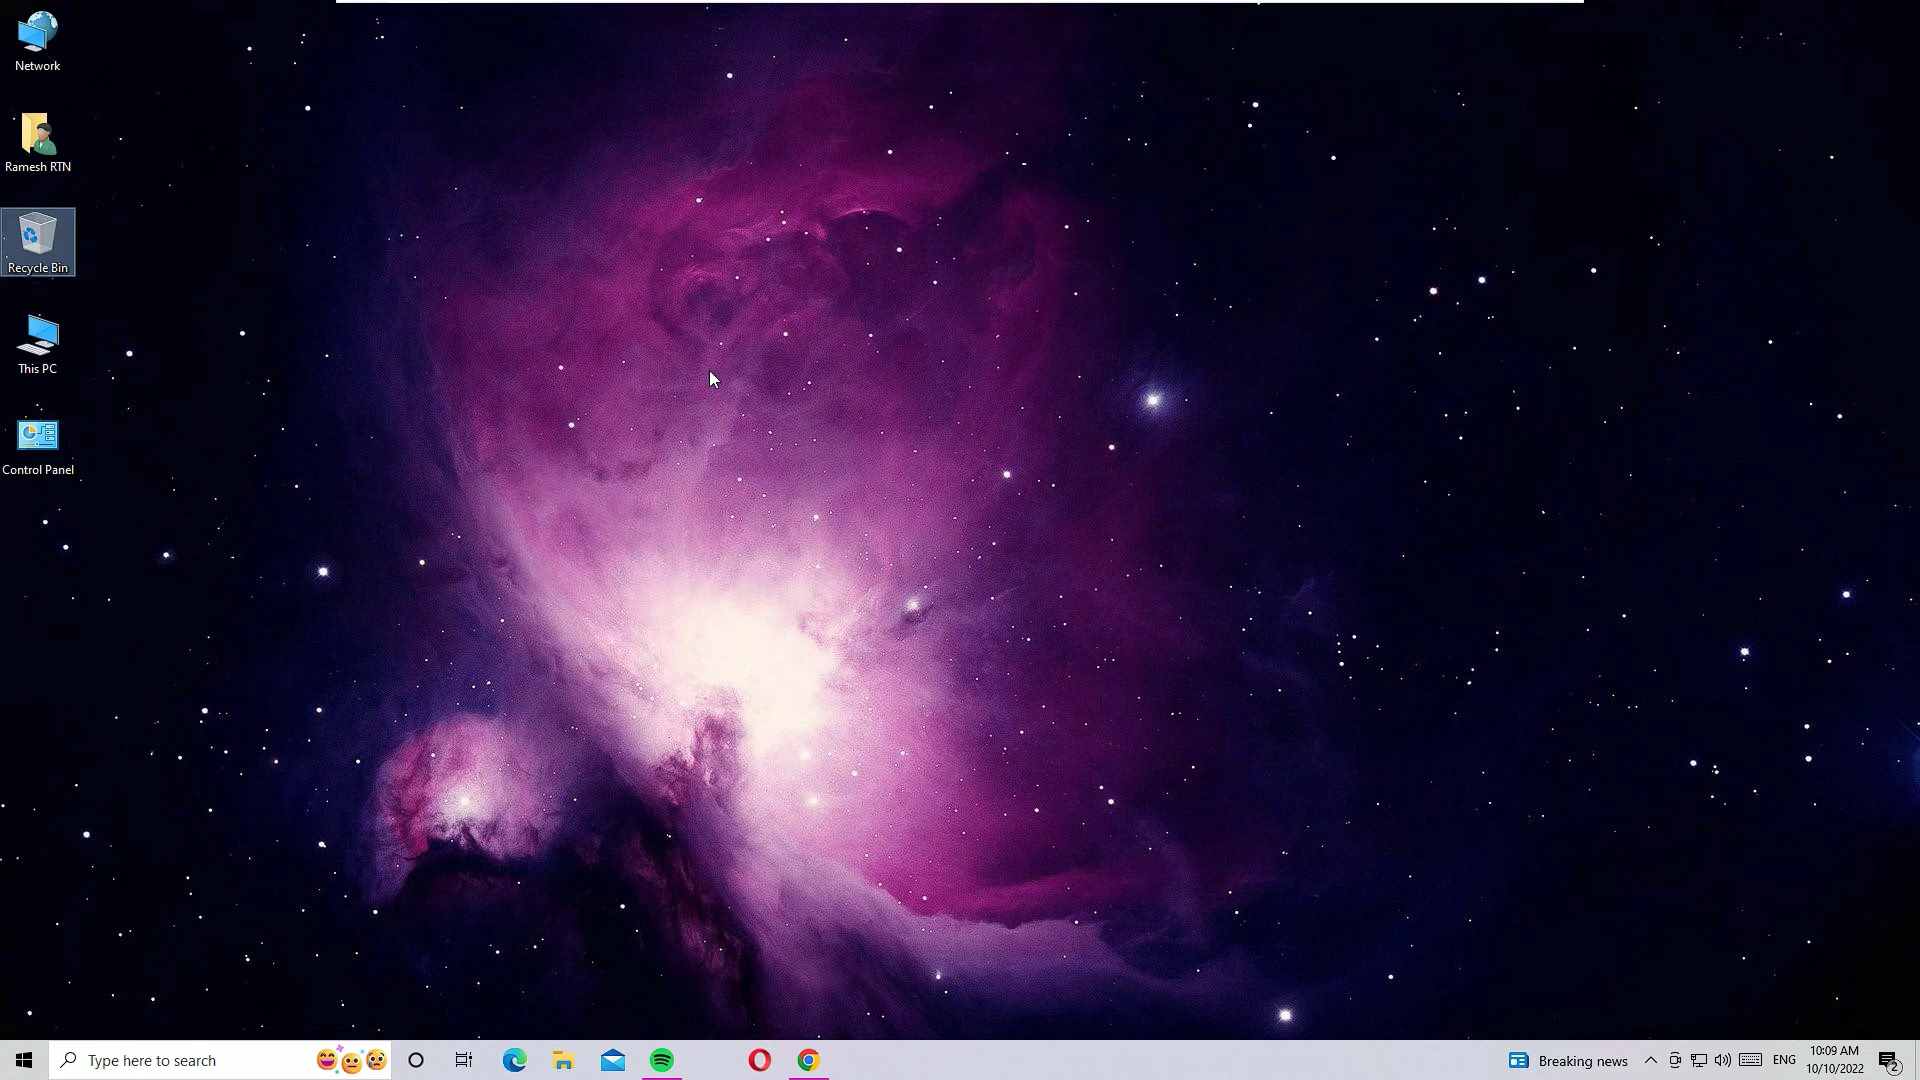 Network
Ramesh RTN
Recycle Bin
This PC
Control Panel
Type here to search
Breaking news
ENG
10:09 AM
10/10/2022
2